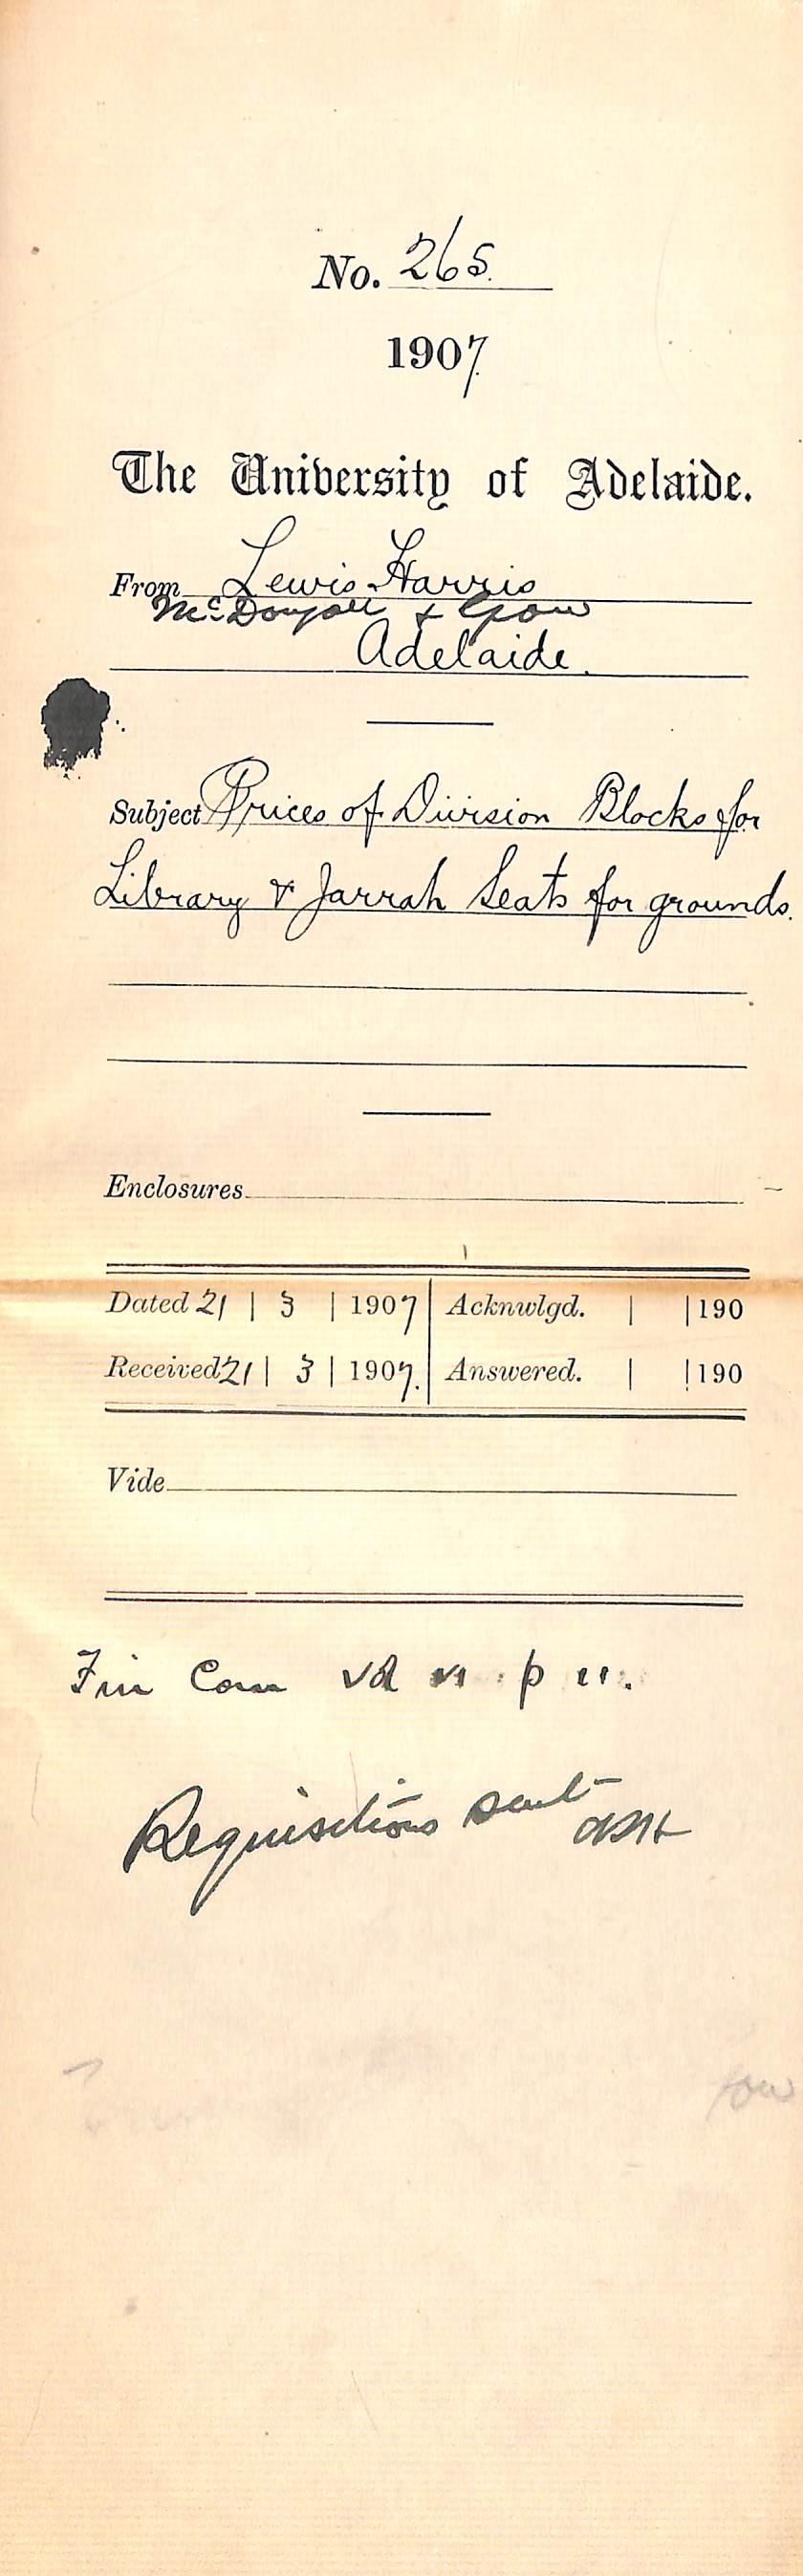 No. 265.
1907.
The University of Adelaide.
From Lewis Harris
McDougall & Gow
Adelaide.
Subject Prices of Division Blocks for
Library & Jarrah Seats for grounds.
Enclosures
Dated 21 | 3 | 1907 | Acknwlgd. | | 190
Received 21 | 3 | 1907. | Answered. | | 190
Vide
Fin Com p 11.
Requisitions sent